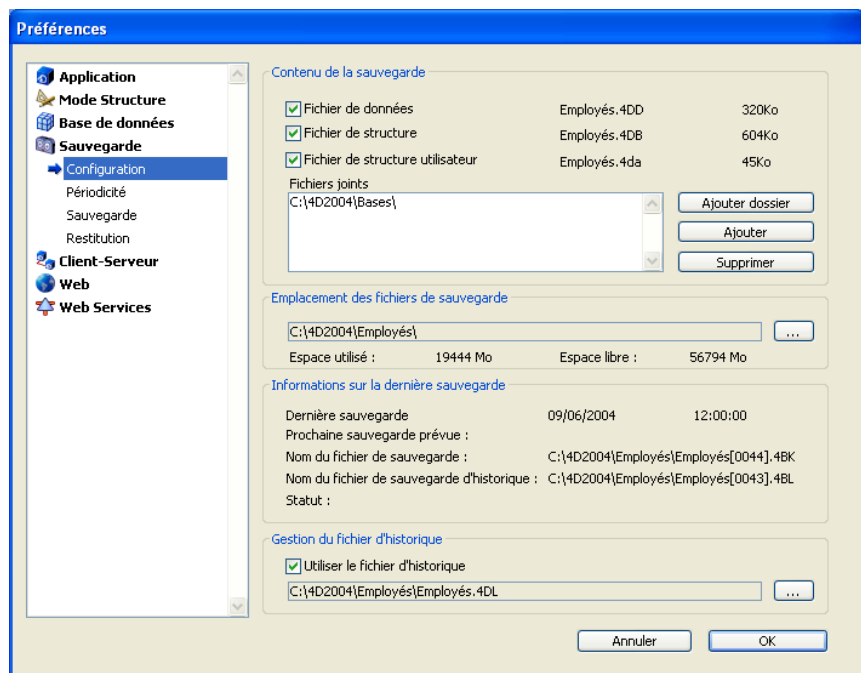 Préférences
Application
Mode Structure
Base de données
Sauvegarde
Configuration
Périodicité
Sauvegarde
Restitution
Client-Serveur
Web
Web Services
Contenu de la sauvegarde
Fichier de données Employés.4DD 320Ko
Fichier de structure Employés.4DB 604Ko
Fichier de structure utilisateur Employés.4da 45Ko
Fichiers joints
C:\4D2004\Bases\
Ajouter dossier
Ajouter
Supprimer
Emplacement des fichiers de sauvegarde
C:\4D2004\Employés\ ...
Espace utilisé : 19444 Mo Espace libre : 56794 Mo
Informations sur la dernière sauvegarde
Dernière sauvegarde 09/06/2004 12:00:00
Prochaine sauvegarde prévue :
Nom du fichier de sauvegarde : C:\4D2004\Employés\Employés[0044].4BK
Nom du fichier de sauvegarde d'historique : C:\4D2004\Employés\Employés[0043].4BL
Statut :
Gestion du fichier d'historique
Utiliser le fichier d'historique
C:\4D2004\Employés\Employés.4DL ...
Annuler OK